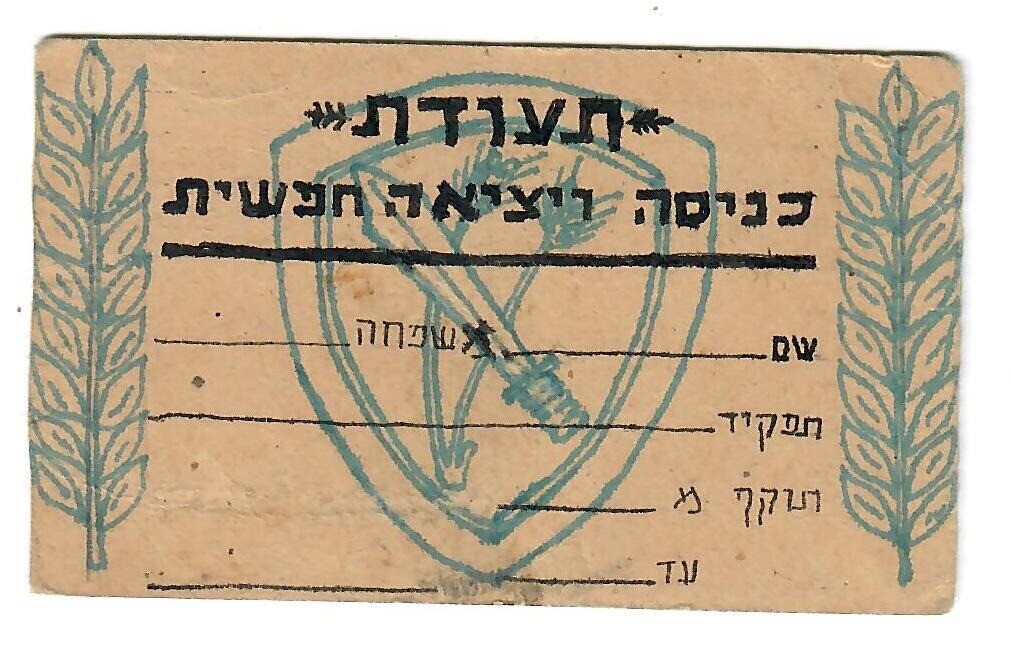 תעודת
כניסה ויציאה חפשית
שם משפחה
תפקיד
תוקף מ
עד